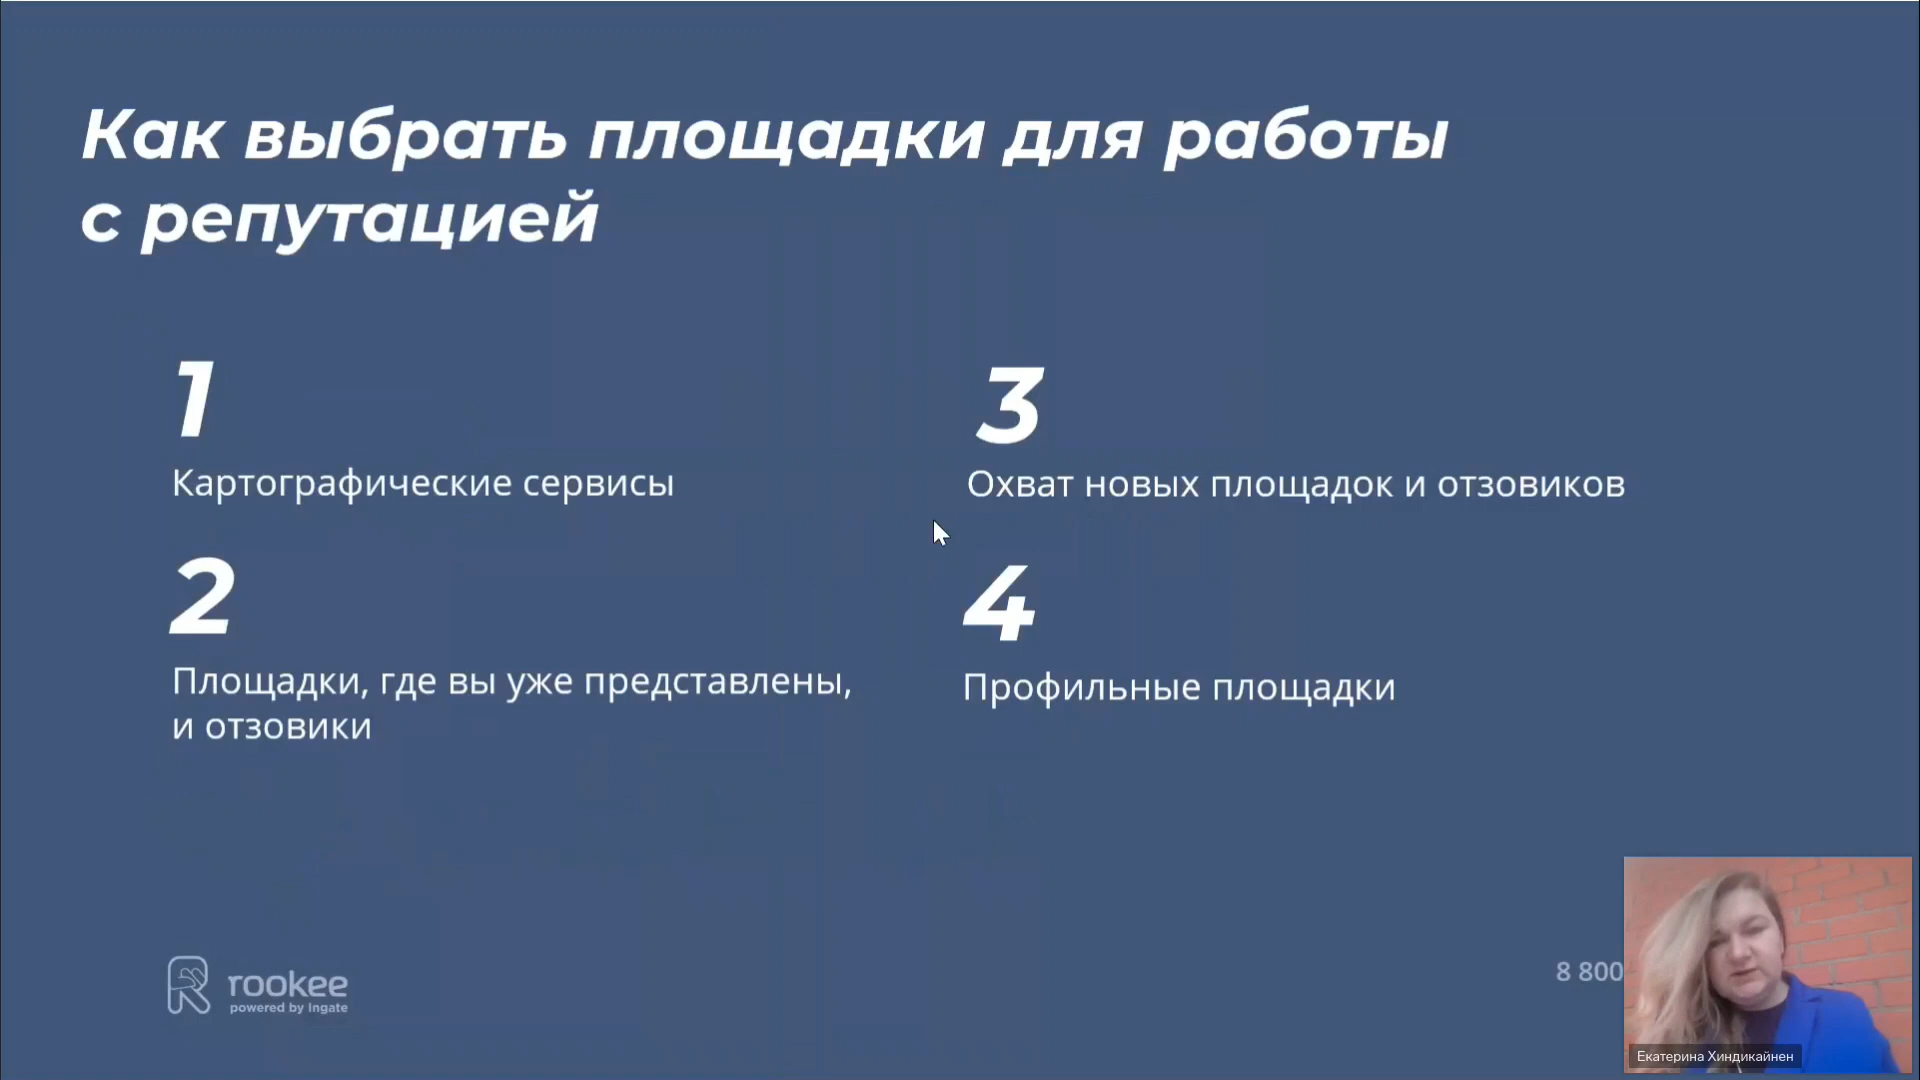 Как выбрать площадки для работы
с репутацией
1
Картографические сервисы
2
Площадки, где вы уже представлены,
и отзовики
3
Охват новых площадок и отзовиков
4
Профильные площадки
rookee
powered by Ingate
8 800
Екатерина Хиндикайнен